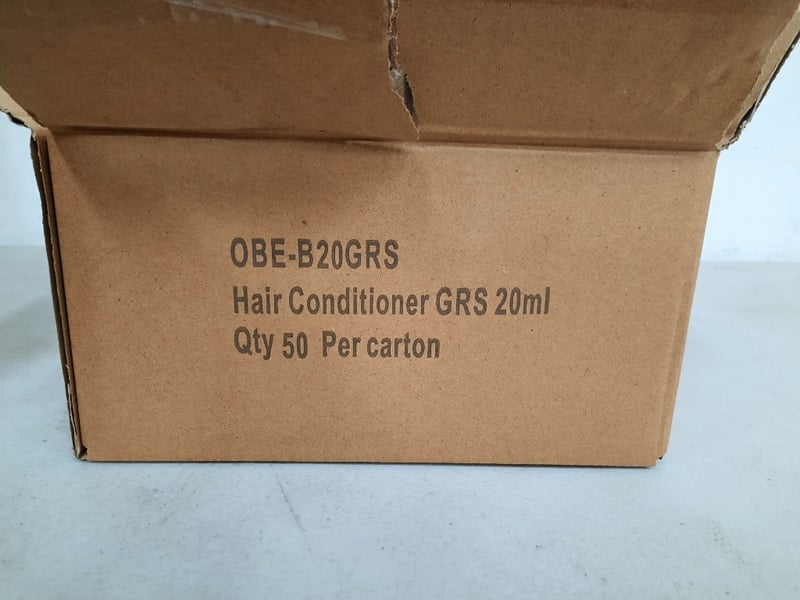 OBE-B20GRS
Hair Conditioner GRS 20ml
Qty 50 Per carton